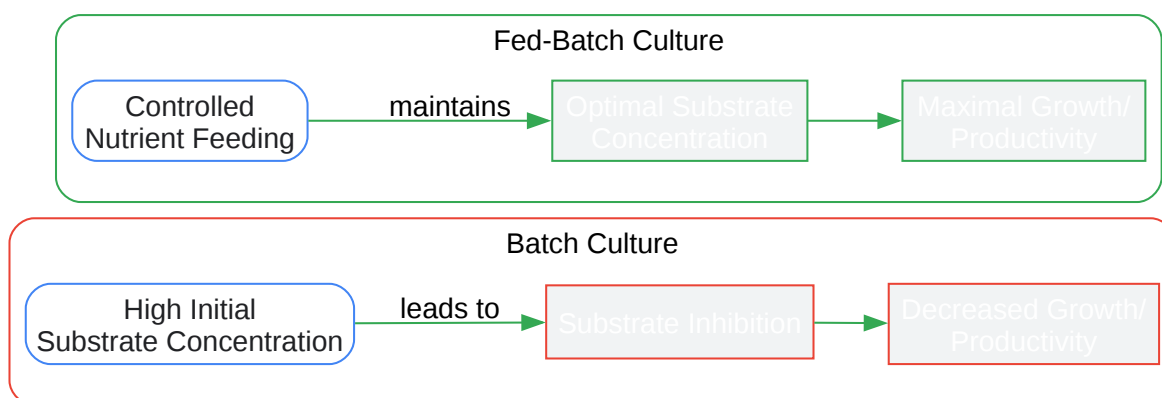 Fed-Batch Culture
Controlled
Nutrient Feeding
maintains
Optimal Substrate
Concentration
Maximal Growth/
Productivity
Batch Culture
High Initial
Substrate Concentration
leads to
Substrate Inhibition
Decreased Growth/
Productivity